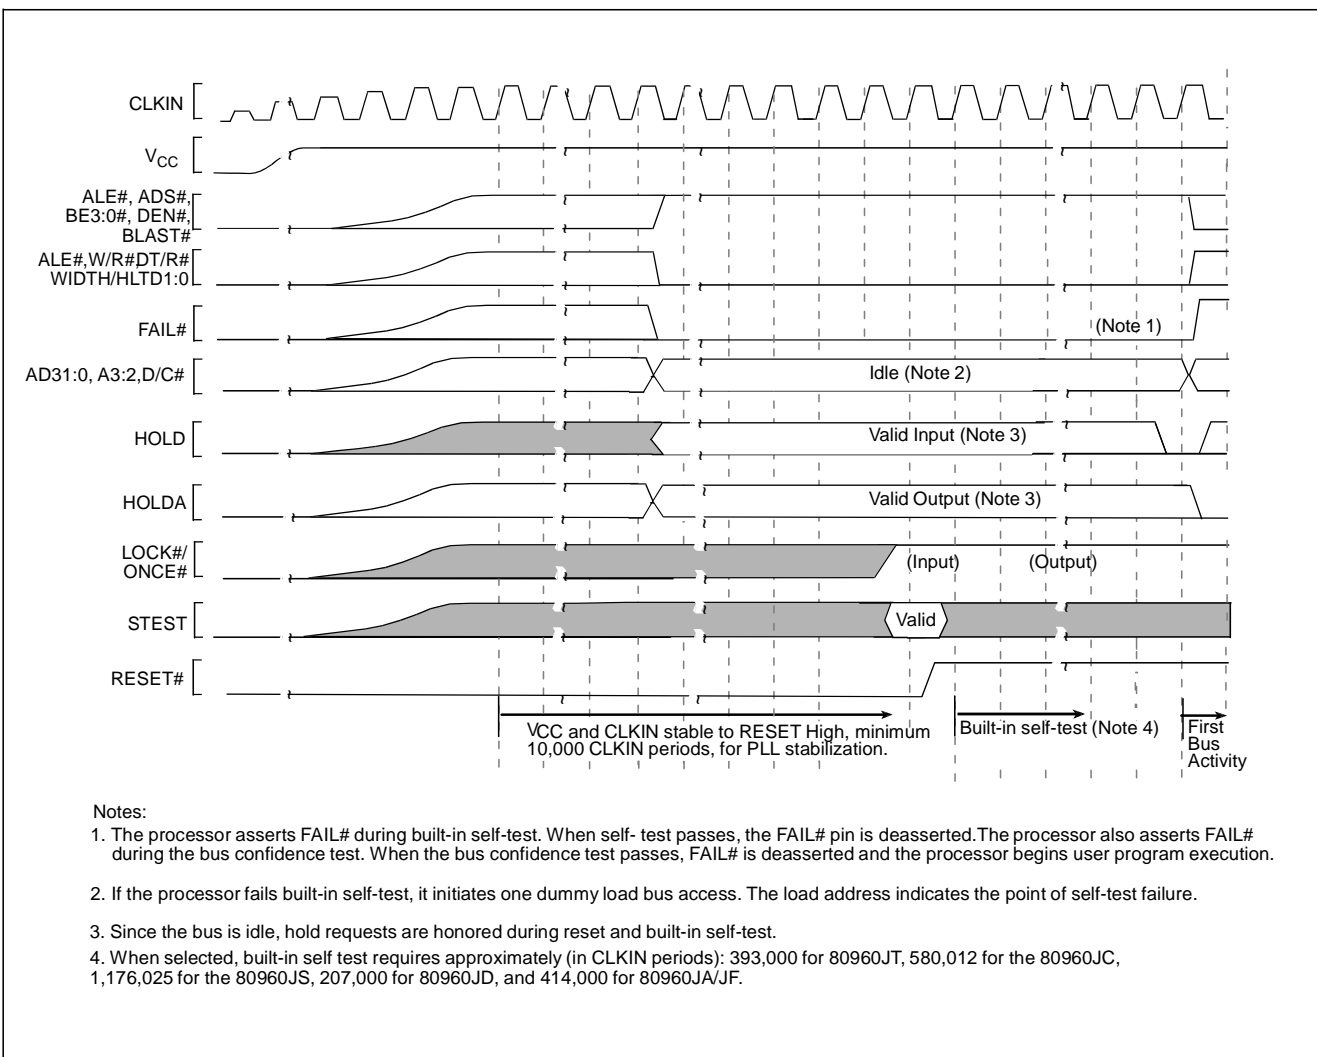 CLKIN
VCC
ALE#, ADS#,
BE3:0#, DEN#,
BLAST#
ALE#,W/R#,DT/R#
WIDTH/HLTD1:0
FAIL#
(Note 1)
AD31:0, A3:2,D/C#
Idle (Note 2)
HOLD
Valid Input (Note 3)
HOLDA
Valid Output (Note 3)
LOCK#/
ONCE#
(Input)
(Output)
STEST
Valid
RESET#
VCC and CLKIN stable to RESET High, minimum
10,000 CLKIN periods, for PLL stabilization.
Built-in self-test (Note 4)
First
Bus
Activity
Notes:
1. The processor asserts FAIL# during built-in self-test. When self- test passes, the FAIL# pin is deasserted.The processor also asserts FAIL#
during the bus confidence test. When the bus confidence test passes, FAIL# is deasserted and the processor begins user program execution.
2. If the processor fails built-in self-test, it initiates one dummy load bus access. The load address indicates the point of self-test failure.
3. Since the bus is idle, hold requests are honored during reset and built-in self-test.
4. When selected, built-in self test requires approximately (in CLKIN periods): 393,000 for 80960JT, 580,012 for the 80960JC,
1,176,025 for the 80960JS, 207,000 for 80960JD, and 414,000 for 80960JA/JF.